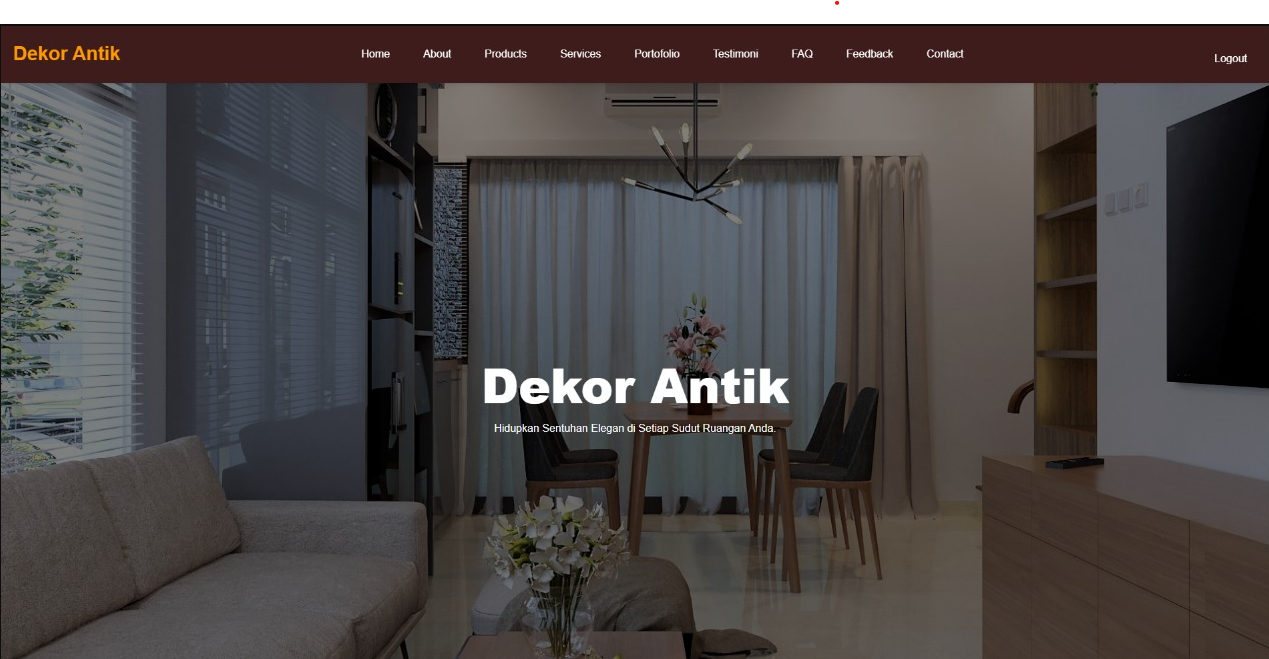 Dekor Antik
Home About Products Services Portofolio Testimoni FAQ Feedback Contact
Logout
Dekor Antik
Hidupkan Sentuhan Elegan di Setiap Sudut Ruangan Anda.